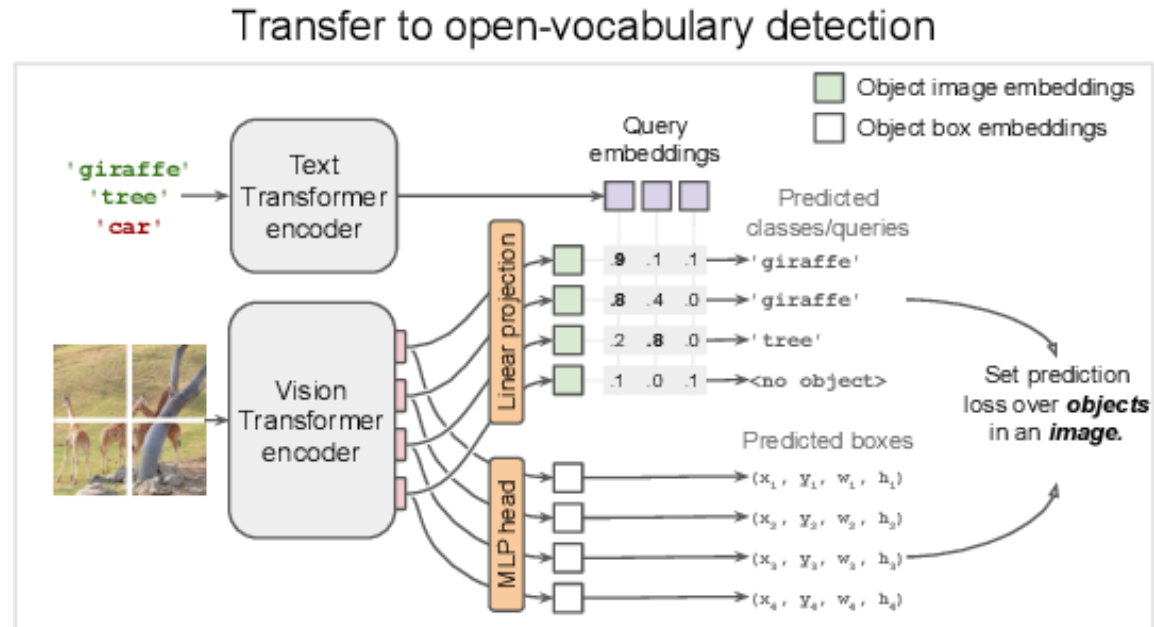 Transfer to open-vocabulary detection
Object image embeddings
Object box embeddings
Query
embeddings
'giraffe'
'tree'
'car'
Text
Transformer
encoder
Predicted
classes/queries
Linear projection
.9 .1 .1
'giraffe'
.8 .4 .0
'giraffe'
.2 .8 .0
'tree'
.1 .0 .1
<no object>
Vision
Transformer
encoder
Set prediction
loss over objects
in an image.
Predicted boxes
MLP head
(x₁, y₁, w₁, h₁)
(x₂, y₂, w₂, h₂)
(x₃, y₃, w₃, h₃)
(x₄, y₄, w₄, h₄)